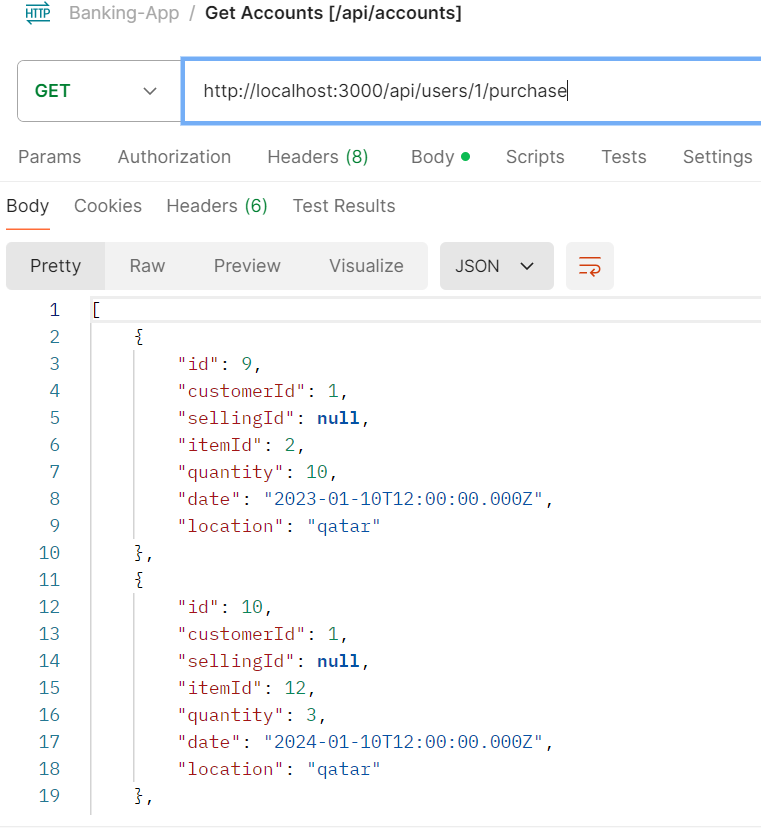 HTTP Banking-App / Get Accounts [/api/accounts]
GET http://localhost:3000/api/users/1/purchase
Params Authorization Headers (8) Body Scripts Tests Settings
Body Cookies Headers (6) Test Results
Pretty Raw Preview Visualize JSON
1 [
2 {
3 "id": 9,
4 "customerId": 1,
5 "sellingId": null,
6 "itemId": 2,
7 "quantity": 10,
8 "date": "2023-01-10T12:00:00.000Z",
9 "location": "qatar"
10 },
11 {
12 "id": 10,
13 "customerId": 1,
14 "sellingId": null,
15 "itemId": 12,
16 "quantity": 3,
17 "date": "2024-01-10T12:00:00.000Z",
18 "location": "qatar"
19 },